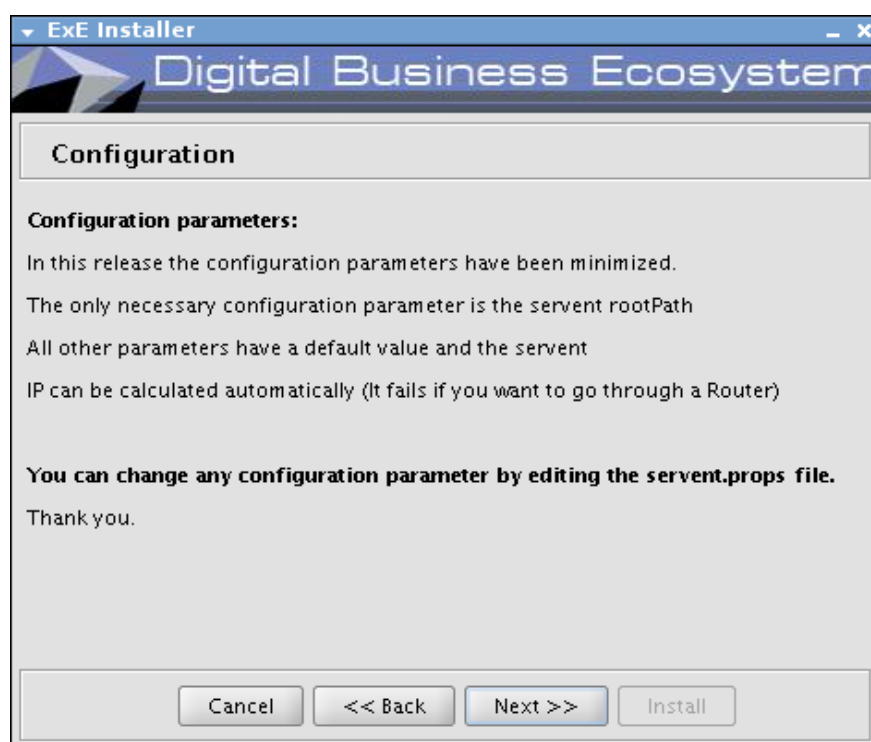 ExE Installer
Digital Business Ecosystem
Configuration
Configuration parameters:
In this release the configuration parameters have been minimized.
The only necessary configuration parameter is the servent rootPath
All other parameters have a default value and the servent
IP can be calculated automatically (It fails if you want to go through a Router)
You can change any configuration parameter by editing the servent.props file.
Thank you.
Cancel << Back Next >> Install